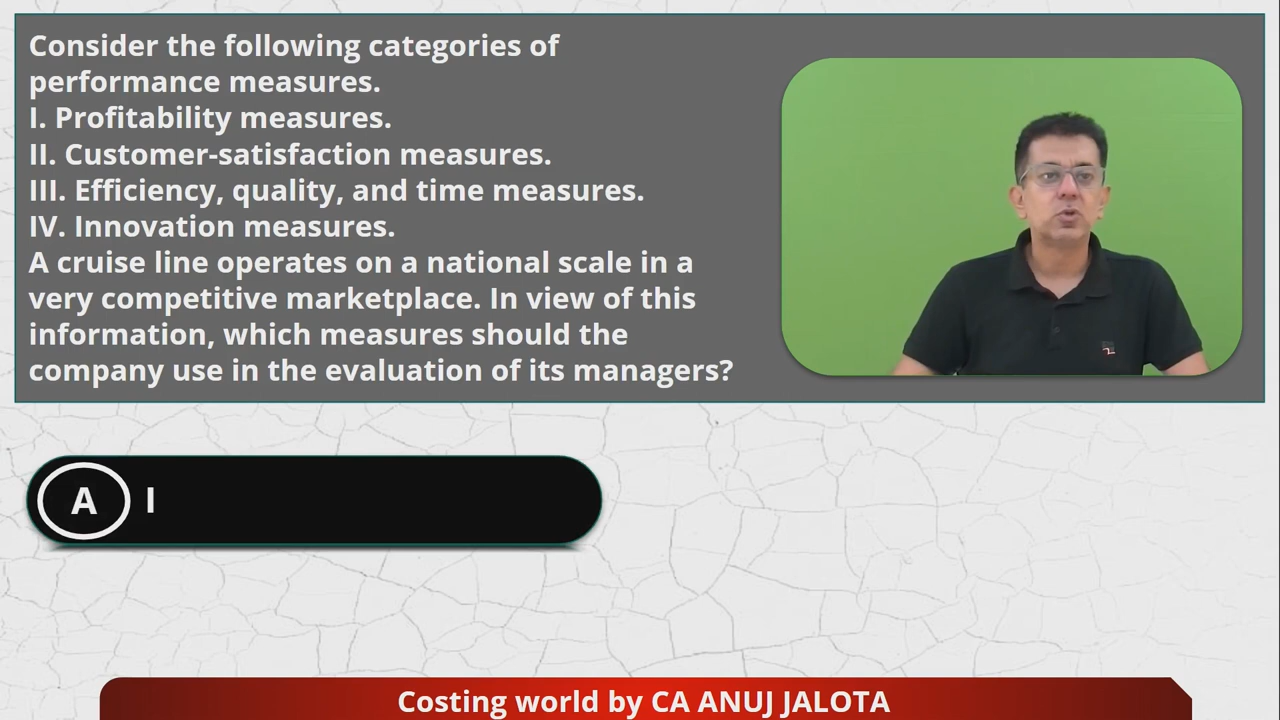 Consider the following categories of
performance measures.
I. Profitability measures.
II. Customer-satisfaction measures.
III. Efficiency, quality, and time measures.
IV. Innovation measures.
A cruise line operates on a national scale in a
very competitive marketplace. In view of this
information, which measures should the
company use in the evaluation of its managers?
A I
Costing world by CA ANUJ JALOTA